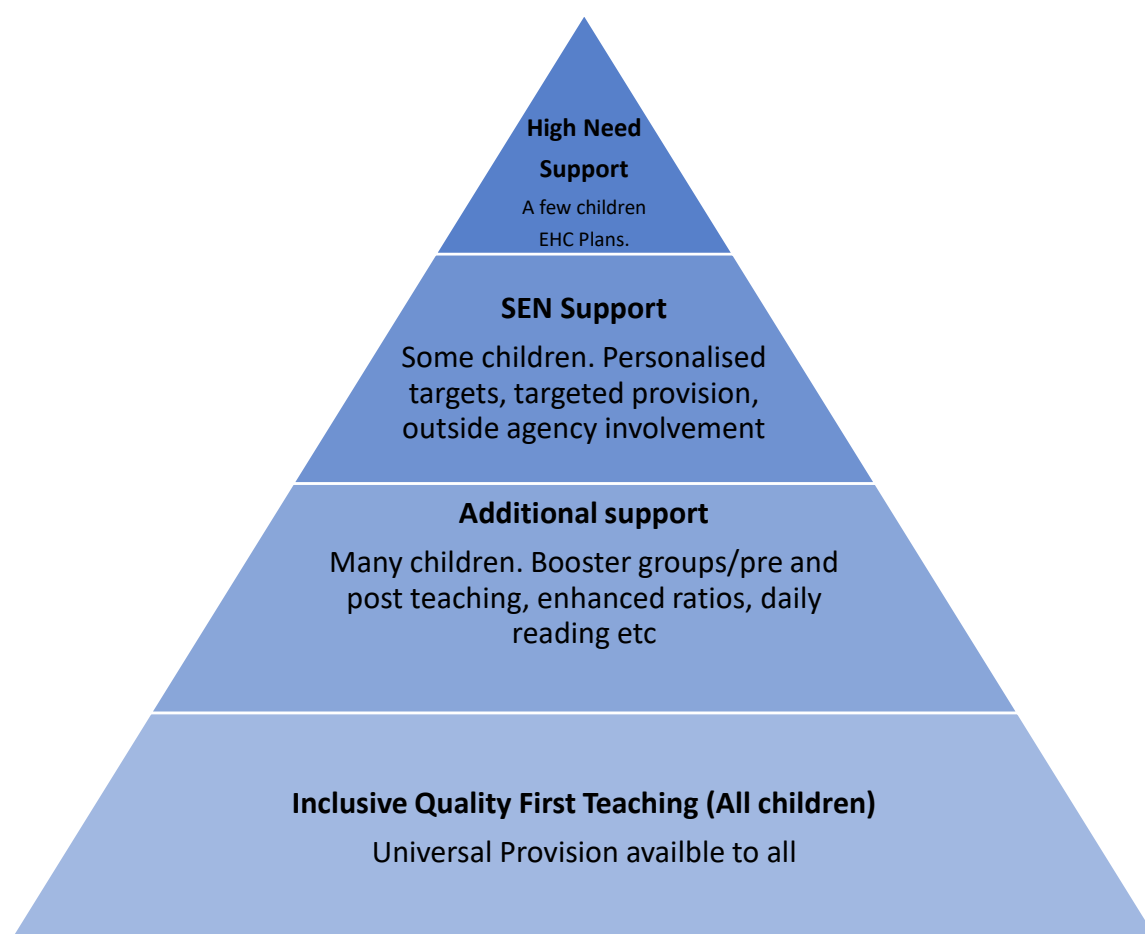 High Need
Support
A few children
EHC Plans.
SEN Support
Some children. Personalised
targets, targeted provision,
outside agency involvement
Additional support
Many children. Booster groups/pre and
post teaching, enhanced ratios, daily
reading etc
Inclusive Quality First Teaching (All children)
Universal Provision availble to all